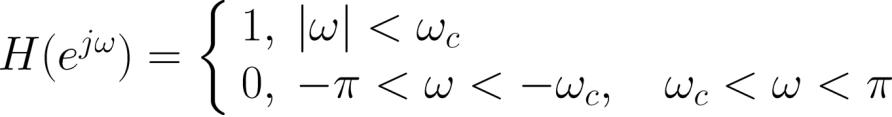 H(e^{jω}) = { 1, |ω| < ω_c
0, −π < ω < −ω_c, ω_c < ω < π